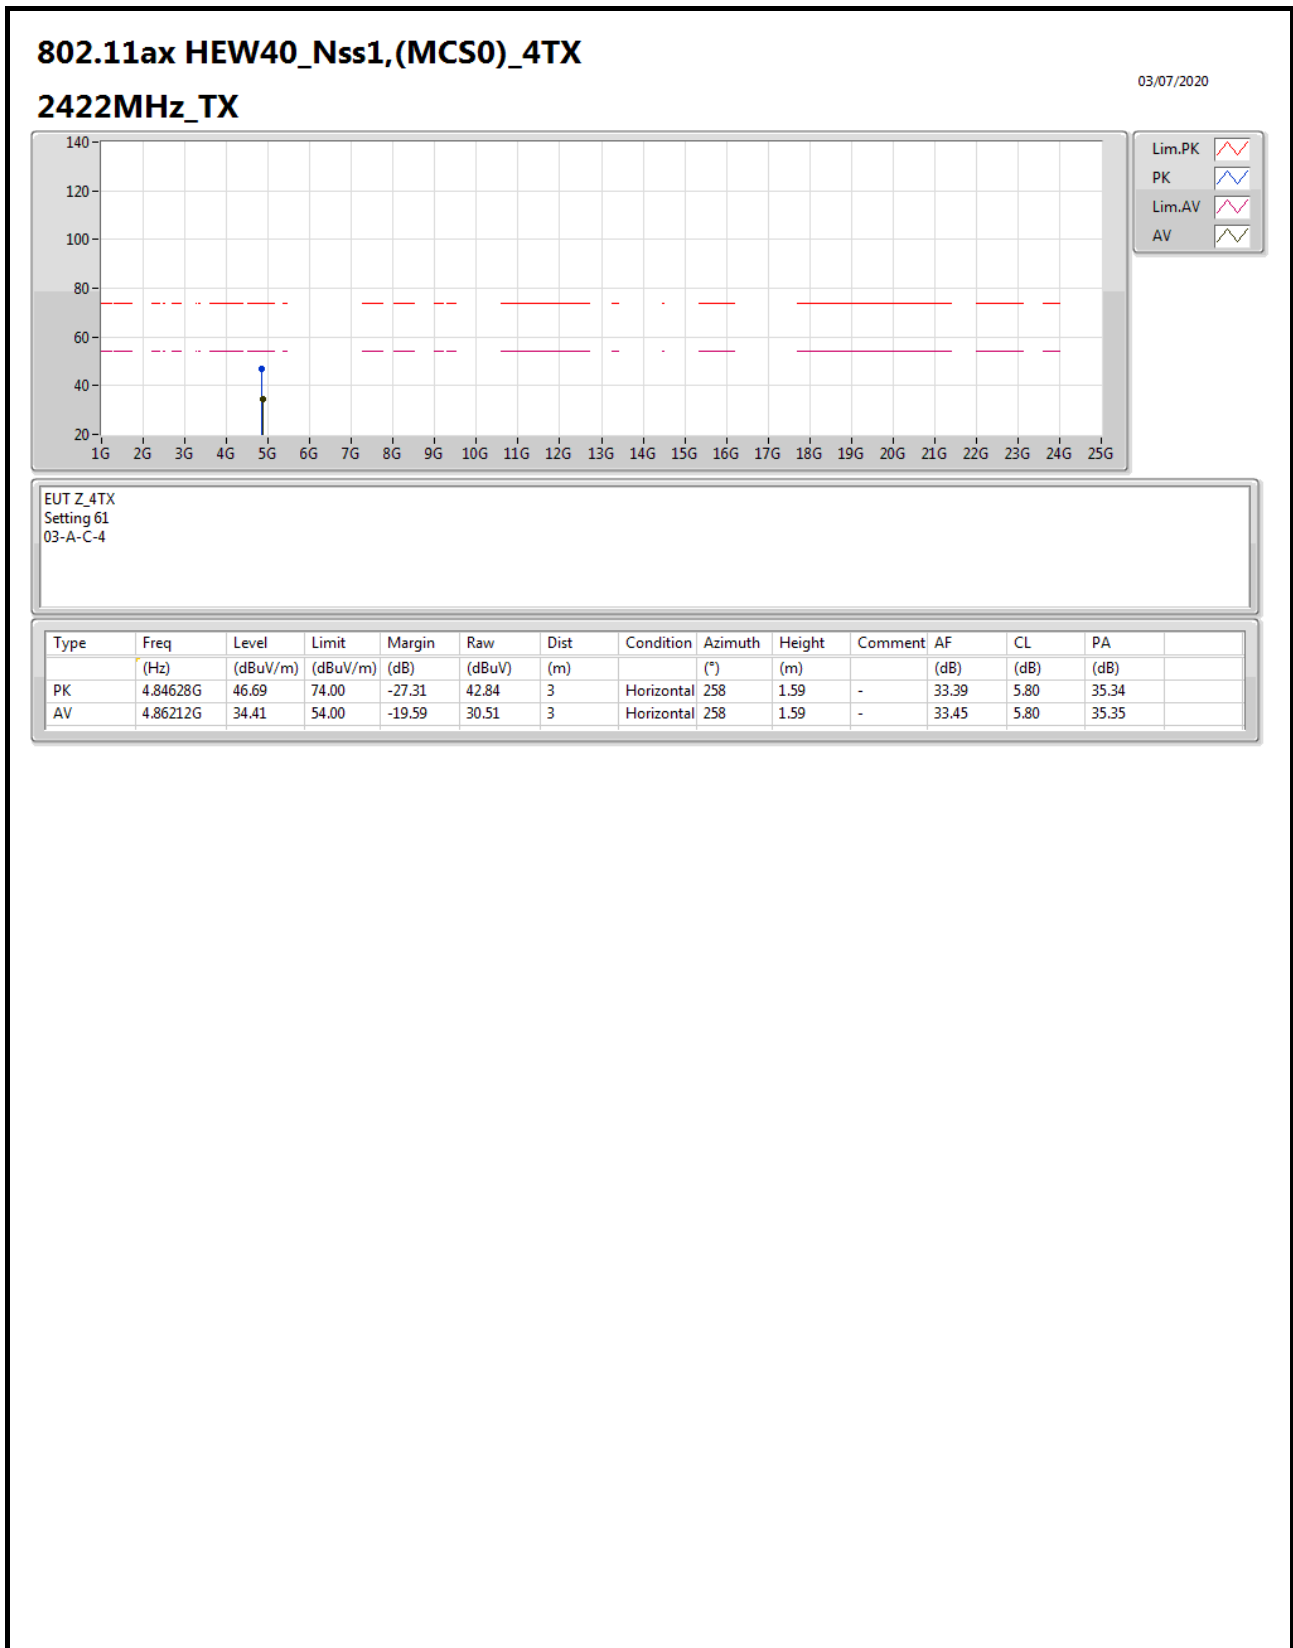 802.11ax HEW40_Nss1,(MCS0)_4TX
03/07/2020
2422MHz_TX
140
120
100
80
60
40
20
1G 2G 3G 4G 5G 6G 7G 8G 9G 10G 11G 12G 13G 14G 15G 16G 17G 18G 19G 20G 21G 22G 23G 24G 25G
Lim.PK
PK
Lim.AV
AV
EUT Z_4TX
Setting 61
03-A-C-4
Type Freq Level Limit Margin Raw Dist Condition Azimuth Height Comment AF CL PA
(Hz) (dBuV/m) (dBuV/m) (dB) (dBuV) (m) (°) (m) (dB) (dB) (dB)
PK 4.84628G 46.69 74.00 -27.31 42.84 3 Horizontal 258 1.59 - 33.39 5.80 35.34
AV 4.86212G 34.41 54.00 -19.59 30.51 3 Horizontal 258 1.59 - 33.45 5.80 35.35